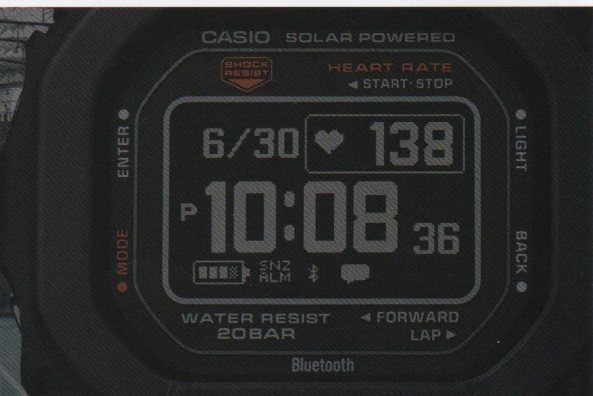 CASIO SOLAR POWERED
SHOCK
RESIST
HEART RATE
◄ START·STOP
ENTER
LIGHT
6/30 138
P 10:08 36
SNZ
ALM
MODE
BACK
WATER RESIST
20BAR
◄ FORWARD
LAP ►
Bluetooth